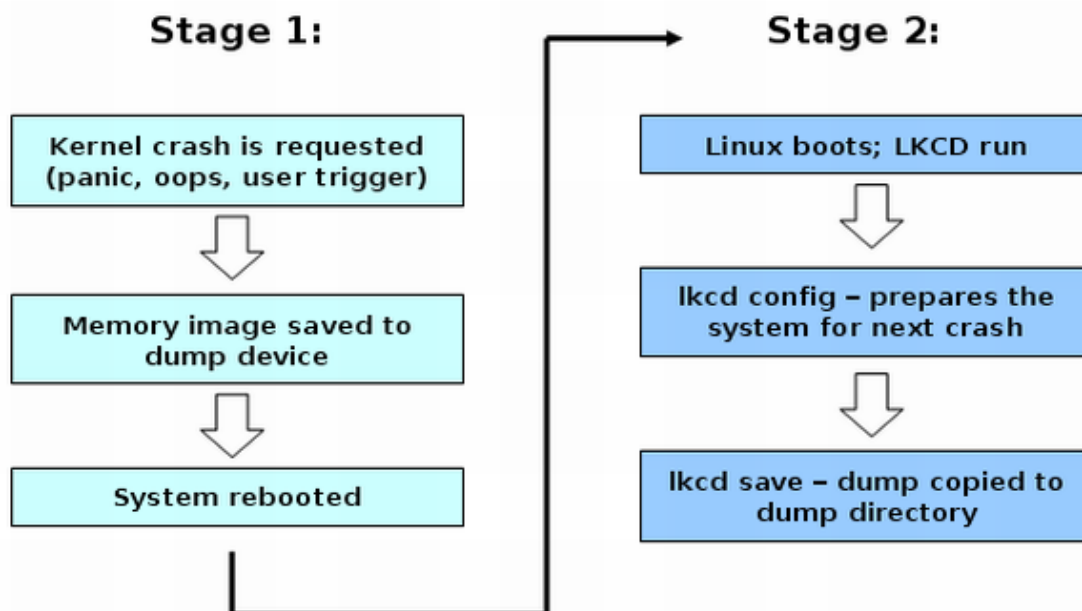 Stage 1:
Kernel crash is requested
(panic, oops, user trigger)
Memory image saved to
dump device
System rebooted
Stage 2:
Linux boots; LKCD run
lkcd config – prepares the
system for next crash
lkcd save – dump copied to
dump directory